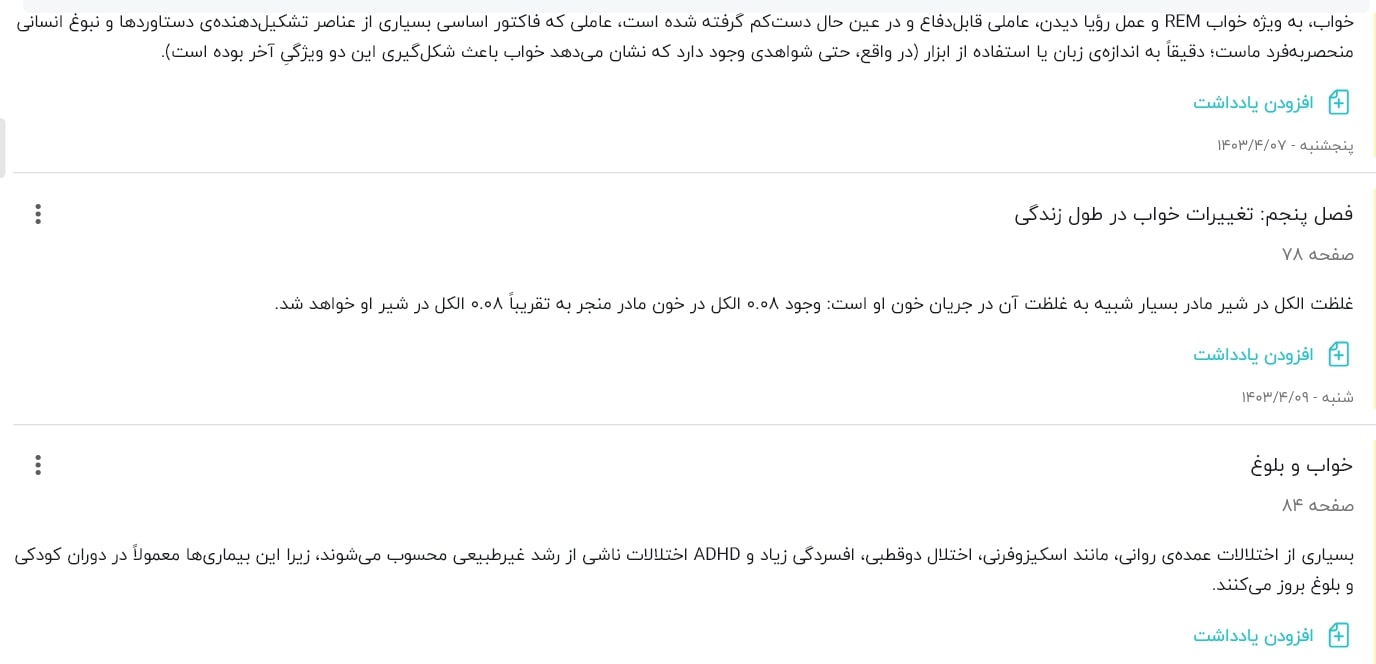 خواب، به ویژه خواب REM و عمل رؤیا دیدن، عاملی قابل‌دفاع و در عین حال دست‌کم گرفته شده است، عاملی که فاکتور اساسی بسیاری از عناصر تشکیل‌دهنده‌ی دستاوردها و نبوغ انسانی
منحصربه‌فرد ماست؛ دقیقاً به اندازه‌ی زبان یا استفاده از ابزار (در واقع، حتی شواهدی وجود دارد که نشان می‌دهد خواب باعث شکل‌گیری این دو ویژگیِ آخر بوده است).
افزودن یادداشت
پنجشنبه - ۱۴۰۳/۴/۰۷
فصل پنجم: تغییرات خواب در طول زندگی
صفحه ۷۸
غلظت الکل در شیر مادر بسیار شبیه به غلظت آن در جریان خون او است: وجود ۰.۰۸ الکل در خون مادر منجر به تقریباً ۰.۰۸ الکل در شیر او خواهد شد.
افزودن یادداشت
شنبه - ۱۴۰۳/۴/۰۹
خواب و بلوغ
صفحه ۸۴
بسیاری از اختلالات عمده‌ی روانی، مانند اسکیزوفرنی، اختلال دوقطبی، افسردگی زیاد و ADHD اختلالات ناشی از رشد غیرطبیعی محسوب می‌شوند، زیرا این بیماری‌ها معمولاً در دوران کودکی
و بلوغ بروز می‌کنند.
افزودن یادداشت